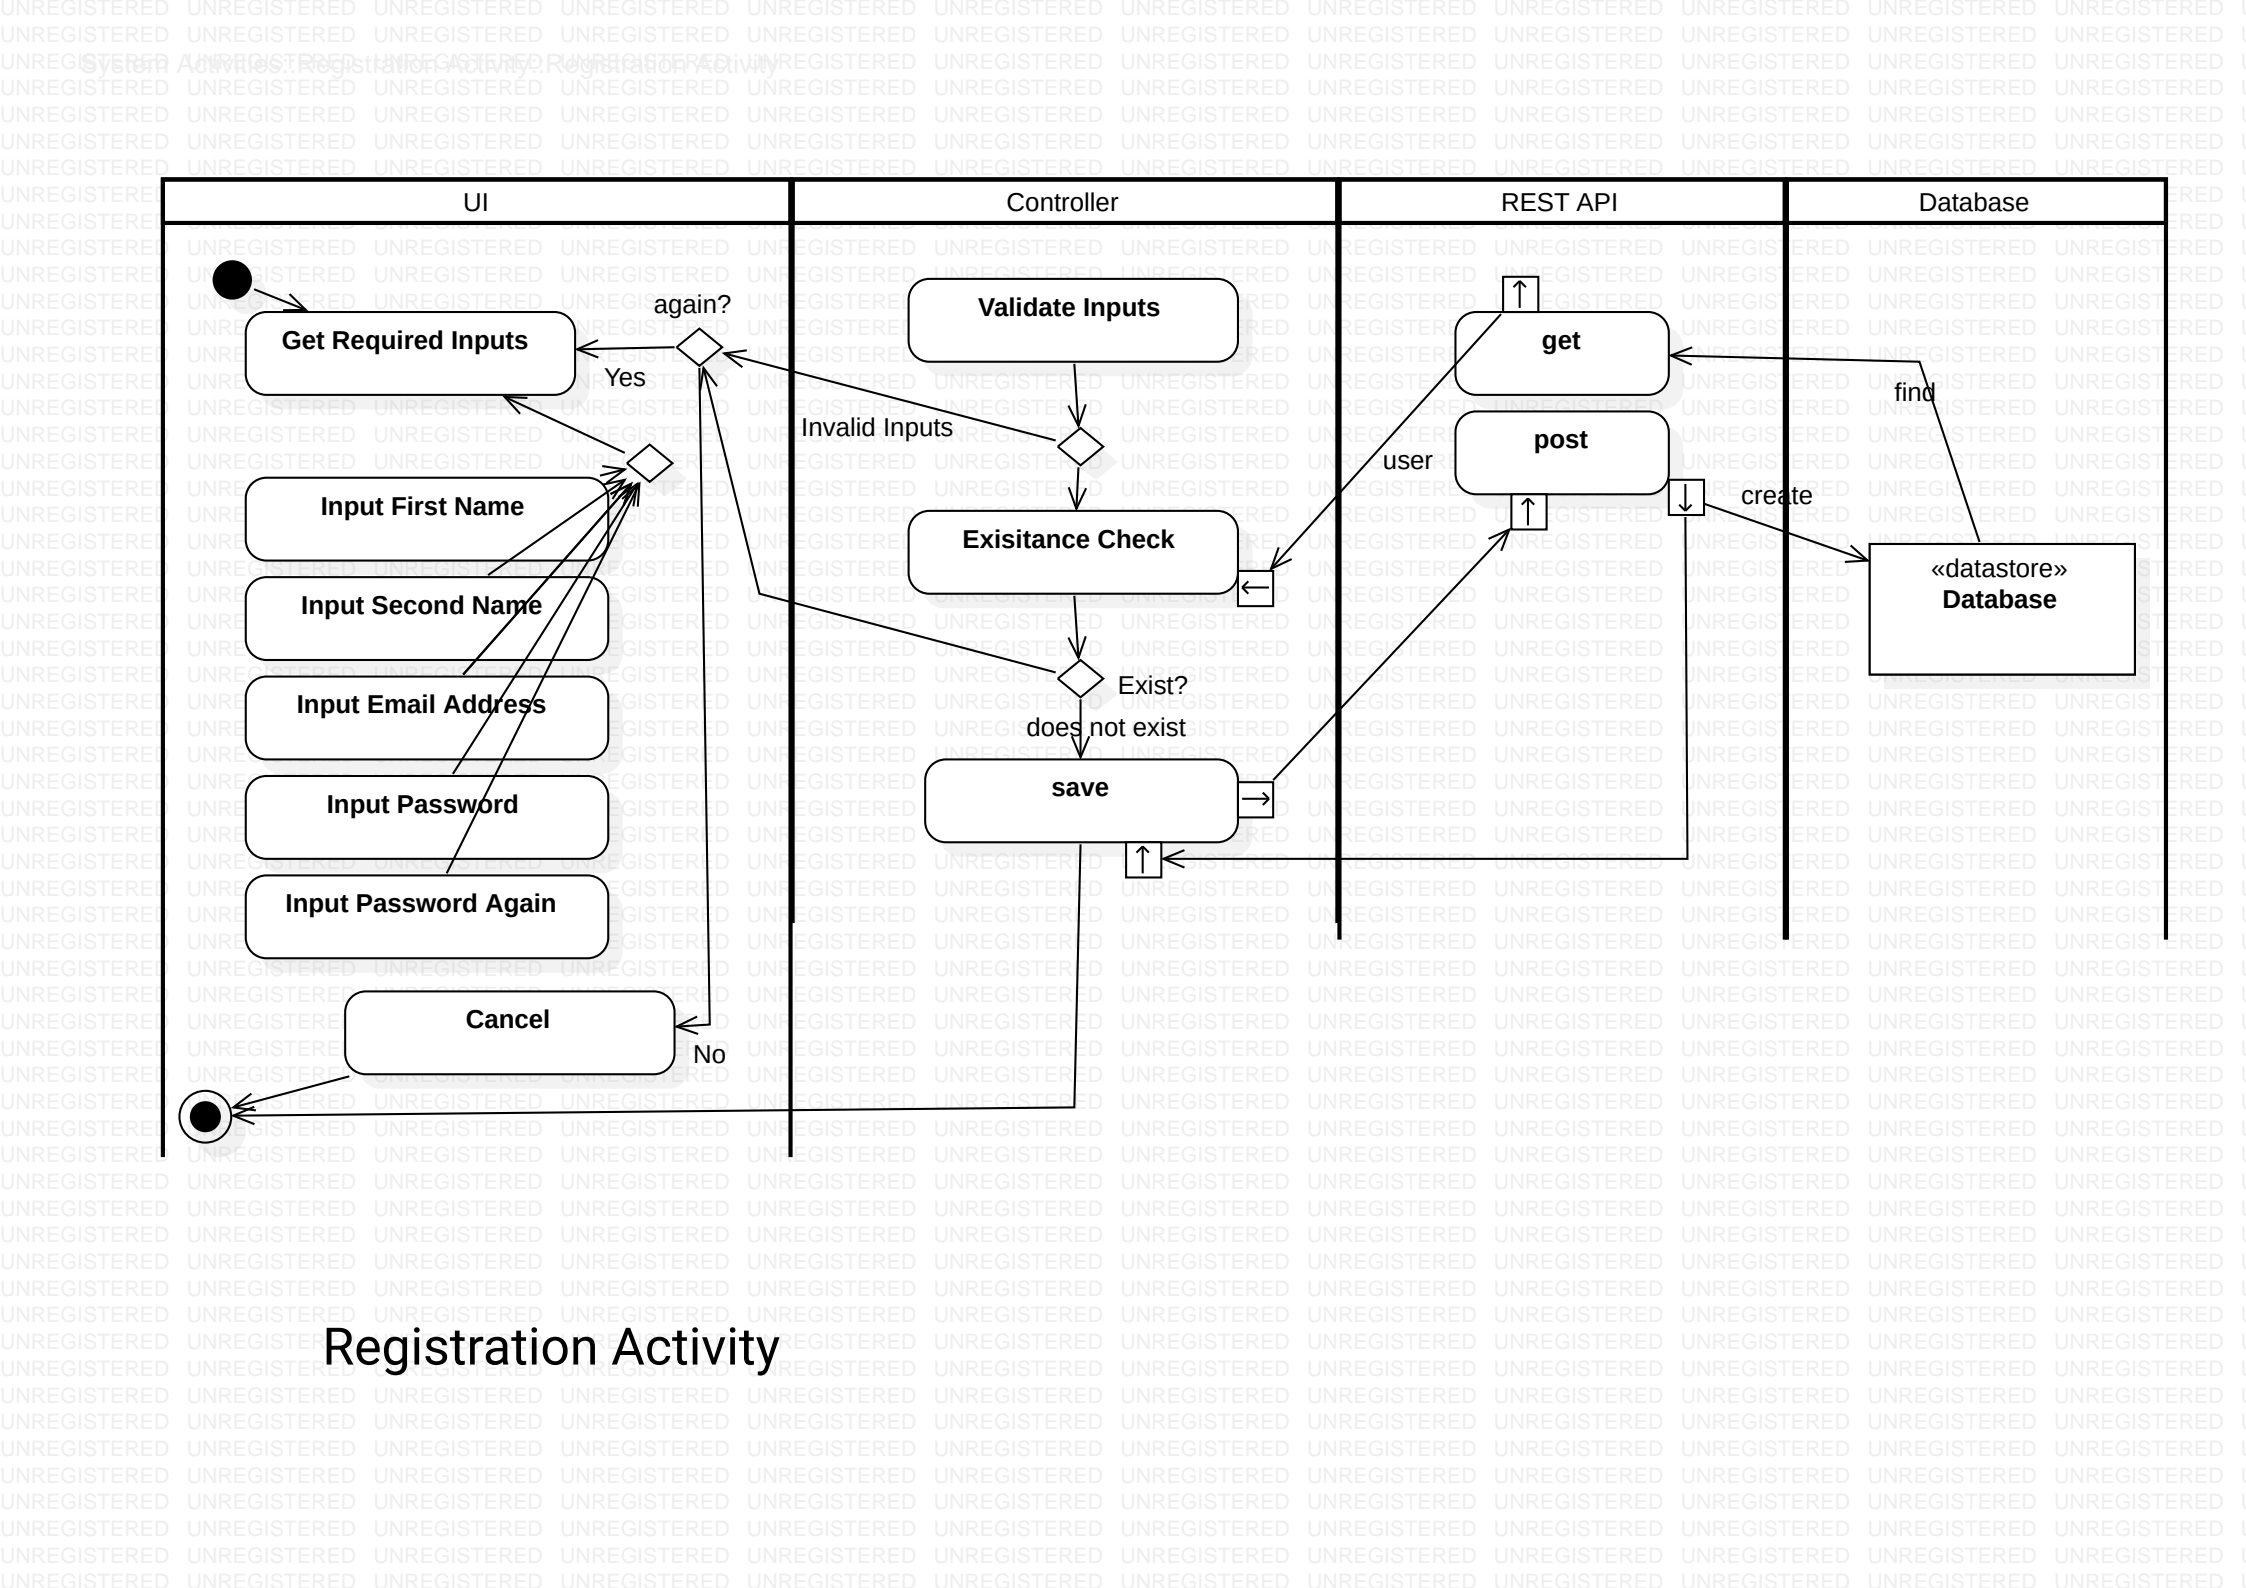 System Activities::Registration Activity::Registration Activity
UI
Controller
REST API
Database
again?
Get Required Inputs
Yes
Validate Inputs
get
find
Invalid Inputs
post
user
create
Input First Name
Exisitance Check
«datastore»
Database
Input Second Name
Exist?
Input Email Address
does not exist
save
Input Password
Input Password Again
Cancel
No
Registration Activity
UNREGISTERED